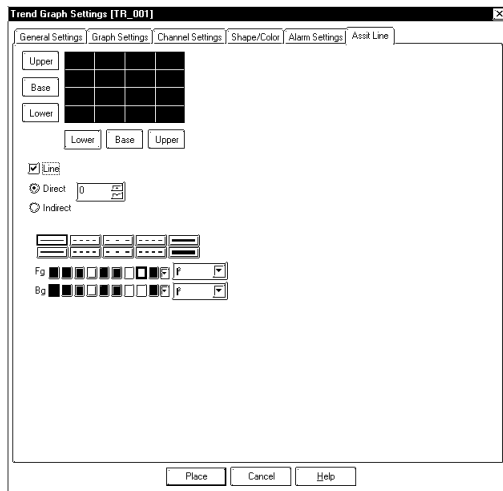 Trend Graph Settings [TR_001]
General Settings Graph Settings Channel Settings Shape/Color Alarm Settings Assit Line
Upper
Base
Lower
Lower Base Upper
Line
Direct 0
Indirect
Fg
Bg
Place Cancel Help